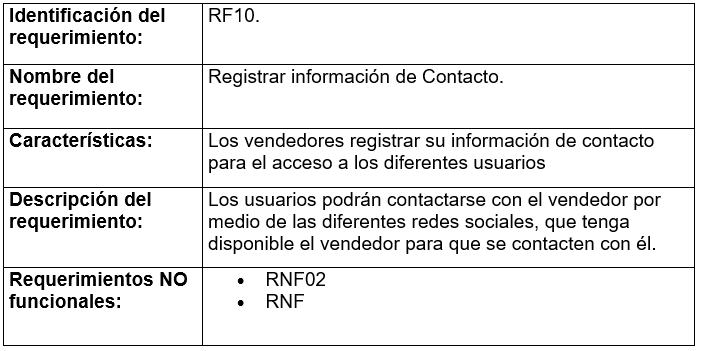 Identificación del
requerimiento:
RF10.
Nombre del
requerimiento:
Registrar información de Contacto.
Características:
Los vendedores registrar su información de contacto
para el acceso a los diferentes usuarios
Descripción del
requerimiento:
Los usuarios podrán contactarse con el vendedor por
medio de las diferentes redes sociales, que tenga
disponible el vendedor para que se contacten con él.
Requerimientos NO
funcionales:
• RNF02
• RNF